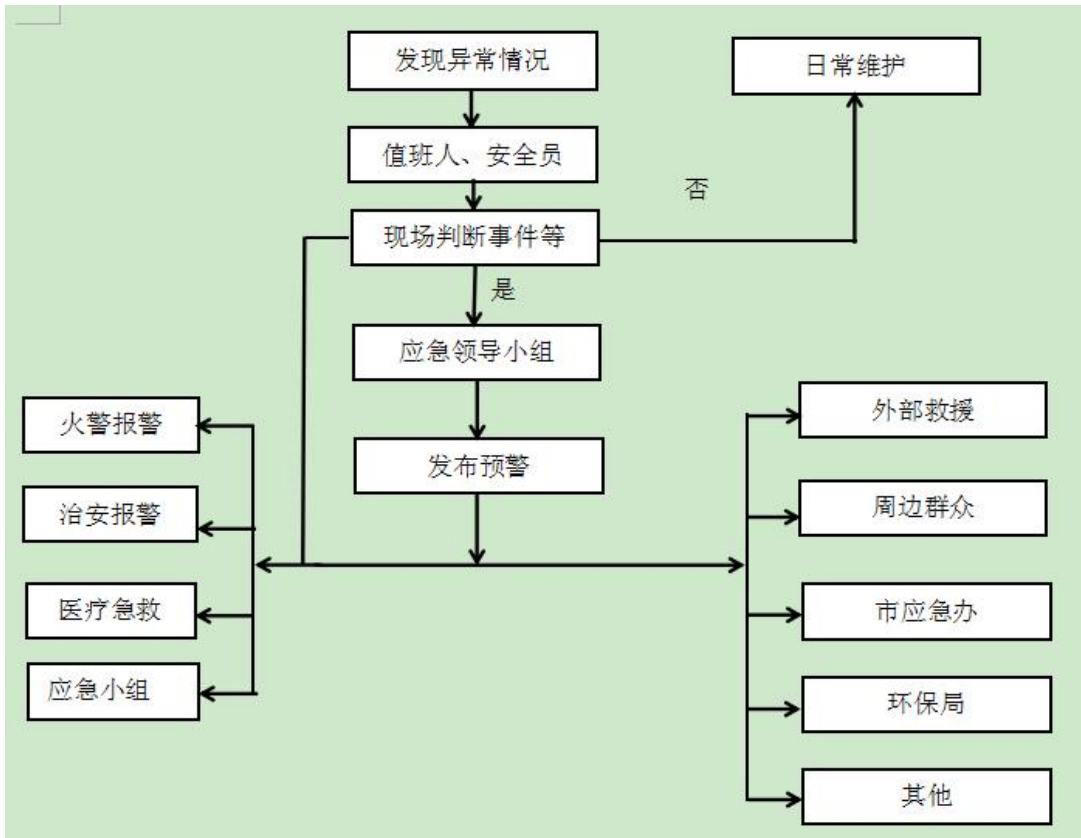 发现异常情况
日常维护
值班人、安全员
否
现场判断事件等
是
应急领导小组
火警报警
外部救援
发布预警
治安报警
周边群众
医疗急救
市应急办
应急小组
环保局
其他